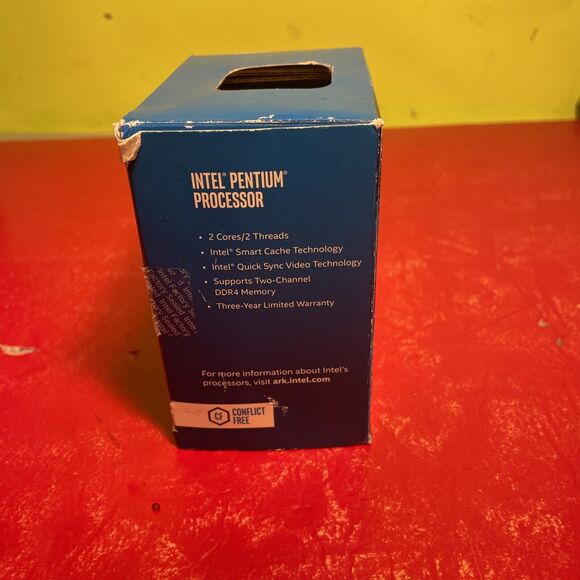 INTEL® PENTIUM®
PROCESSOR
• 2 Cores/2 Threads
• Intel® Smart Cache Technology
• Intel® Quick Sync Video Technology
• Supports Two-Channel
DDR4 Memory
• Three-Year Limited Warranty
For more information about Intel's
processors, visit ark.intel.com
CF CONFLICT
FREE